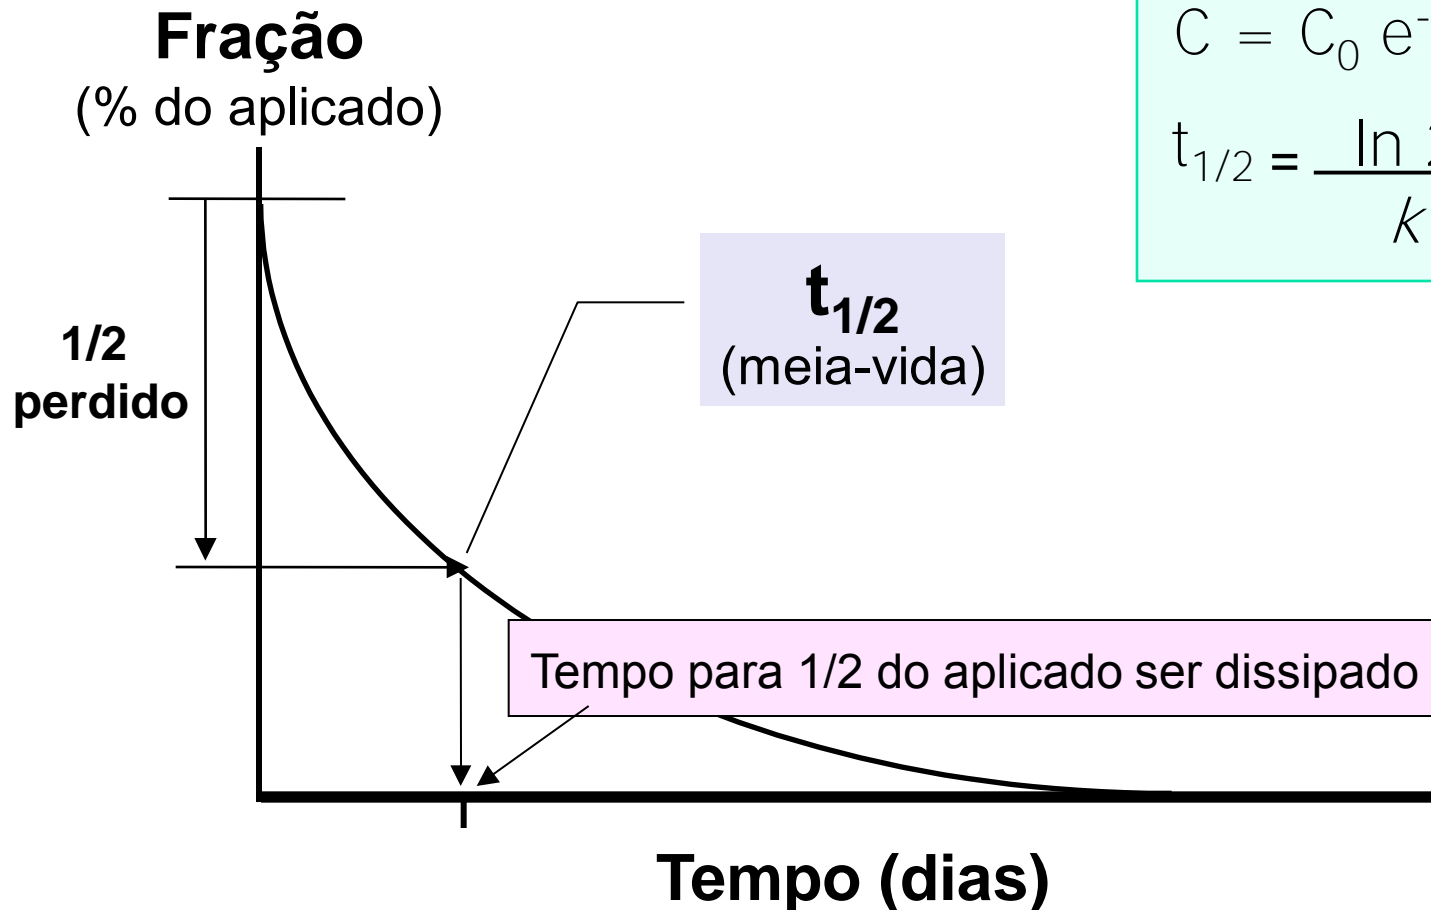 Fração
(% do aplicado)
C = C₀ e⁻
t₁/₂ = ln 2
k
t₁/₂
(meia-vida)
1/2
perdido
Tempo para 1/2 do aplicado ser dissipado
Tempo (dias)